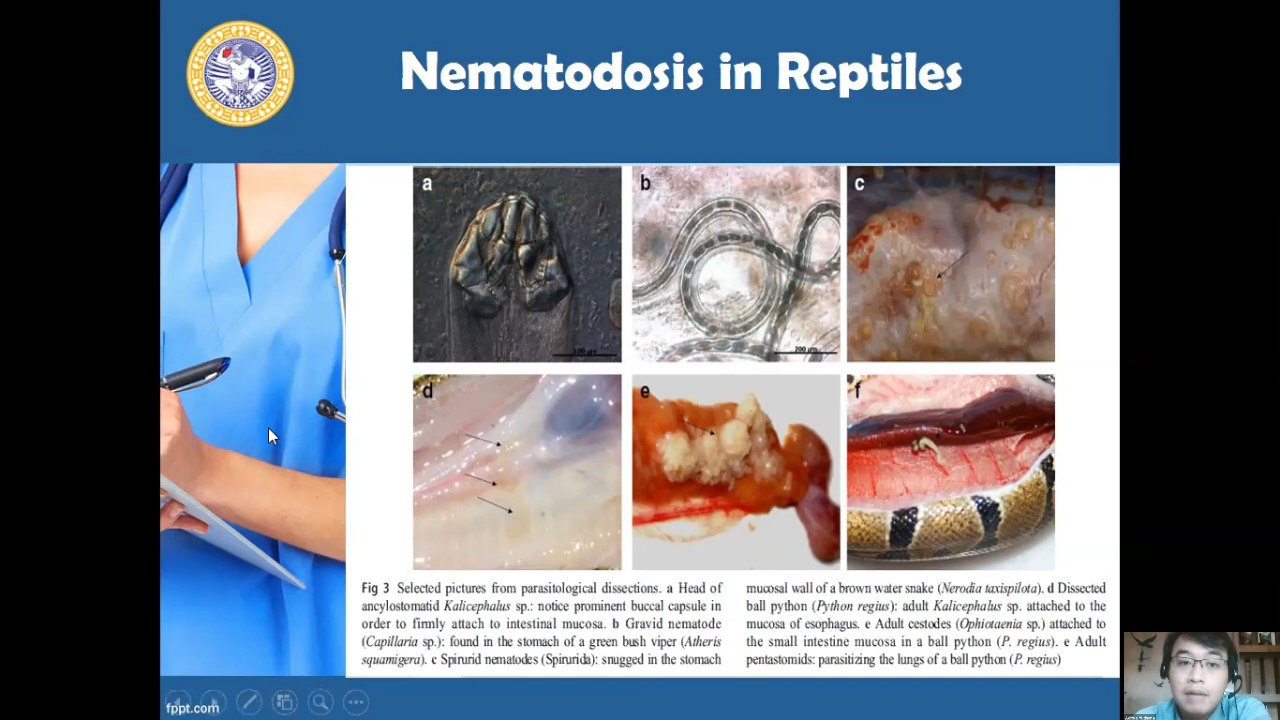 Nematodosis in Reptiles
a
b
c
100 μm
200 μm
d
e
f
Fig 3 Selected pictures from parasitological dissections. a Head of
ancylostomatid Kalicephalus sp.: notice prominent buccal capsule in
order to firmly attach to intestinal mucosa. b Gravid nematode
(Capillaria sp.): found in the stomach of a green bush viper (Atheris
squamigera). c Spirurid nematodes (Spirurida): snugged in the stomach
mucosal wall of a brown water snake (Nerodia taxispilota). d Dissected
ball python (Python regius): adult Kalicephalus sp. attached to the
mucosa of esophagus. e Adult cestodes (Ophiotaenia sp.) attached to
the small intestine mucosa in a ball python (P. regius). e Adult
pentastomids: parasitizing the lungs of a ball python (P. regius)
fppt.com